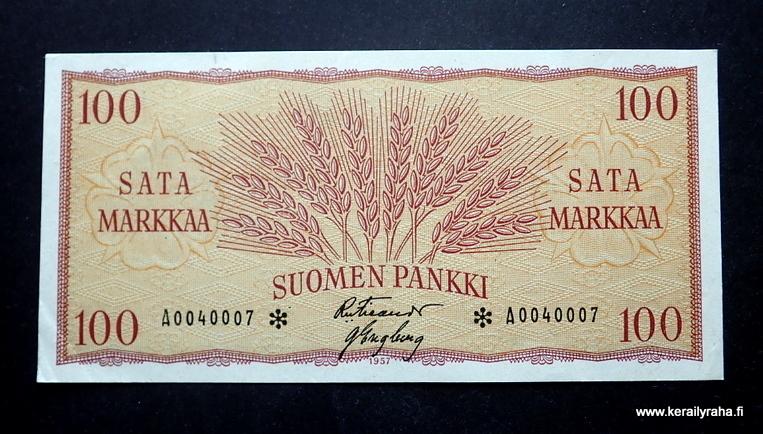 100 100
SATA SATA
MARKKAA MARKKAA
SUOMEN PANKKI
100 A0040007 * * A0040007 100
1957
www.kerailyraha.fi